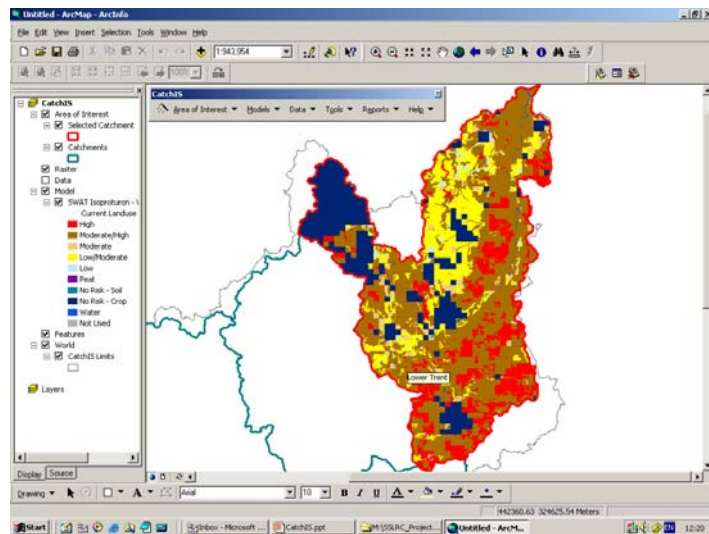 Untitled - ArcMap - ArcInfo
File Edit View Insert Selection Tools Window Help
1:943,954
100%
CatchIS
Area of Interest Models Data Tools Reports Help
CatchIS
Area of Interest
Selected Catchment
Catchments
Raster
Data
Model
SWAT Isoproturon -
Current Landuse
High
Moderate/High
Moderate
Low/Moderate
Low
Peat
No Risk - Soil
No Risk - Crop
Water
Not Used
Features
World
CatchIS Limits
Layers
Lower Trent
Display Source
Drawing A Arial 10 B I U A
442360.63 324625.54 Meters
Start Inbox - Microsoft ... CatchIS.ppt M:\SSLRC_Project... Untitled - ArcM... EN 12:20